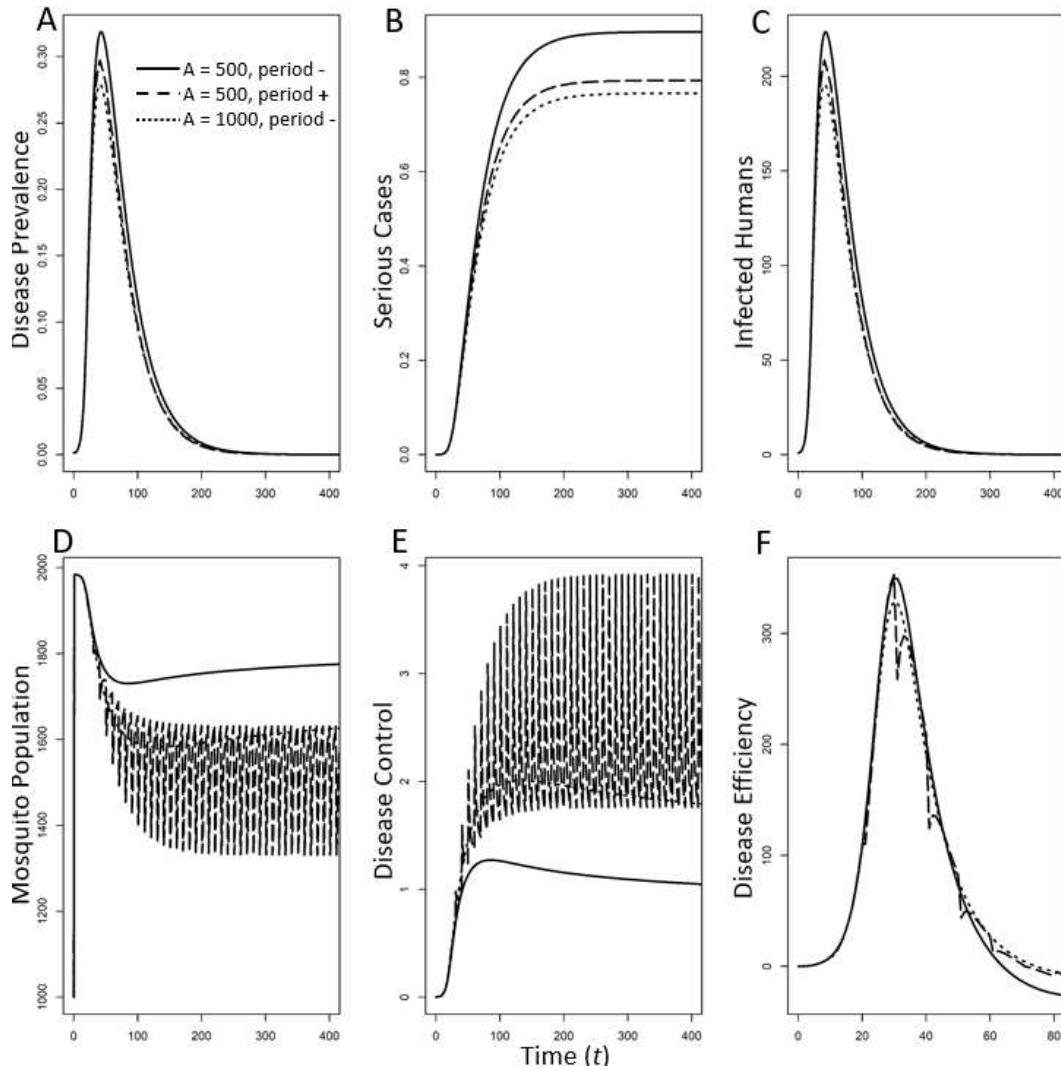 A
B
C
Disease Prevalence
0.00 0.05 0.10 0.15 0.20 0.25 0.30
A = 500, period -
A = 500, period +
A = 1000, period -
0 100 200 300 400
Serious Cases
0.0 0.2 0.4 0.6 0.8
0 100 200 300 400
Infected Humans
0 50 100 150 200
0 100 200 300 400
D
E
F
Mosquito Population
1000 1200 1400 1600 1800 2000
0 100 200 300 400
Disease Control
0 1 2 3 4
0 100 200 300 400
Disease Efficiency
0 100 200 300
0 20 40 60 80
Time (t)